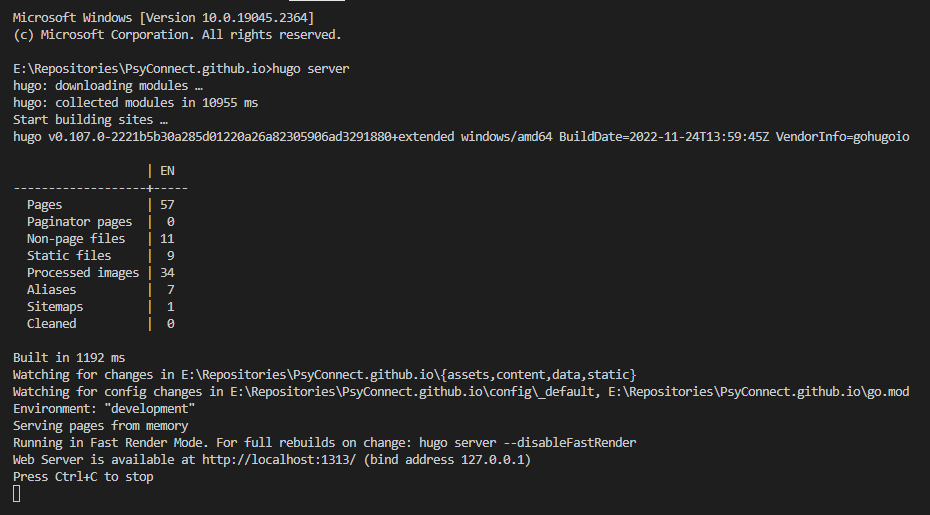 Microsoft Windows [Version 10.0.19045.2364]
(c) Microsoft Corporation. All rights reserved.
E:\Repositories\PsyConnect.github.io>hugo server
hugo: downloading modules …
hugo: collected modules in 10955 ms
Start building sites …
hugo v0.107.0-2221b5b30a285d01220a26a82305906ad3291880+extended windows/amd64 BuildDate=2022-11-24T13:59:45Z VendorInfo=gohugoio
                   | EN
-------------------+-----
  Pages            | 57
  Paginator pages  |  0
  Non-page files   | 11
  Static files     |  9
  Processed images | 34
  Aliases          |  7
  Sitemaps         |  1
  Cleaned          |  0
Built in 1192 ms
Watching for changes in E:\Repositories\PsyConnect.github.io\{assets,content,data,static}
Watching for config changes in E:\Repositories\PsyConnect.github.io\config\_default, E:\Repositories\PsyConnect.github.io\go.mod
Environment: "development"
Serving pages from memory
Running in Fast Render Mode. For full rebuilds on change: hugo server --disableFastRender
Web Server is available at http://localhost:1313/ (bind address 127.0.0.1)
Press Ctrl+C to stop